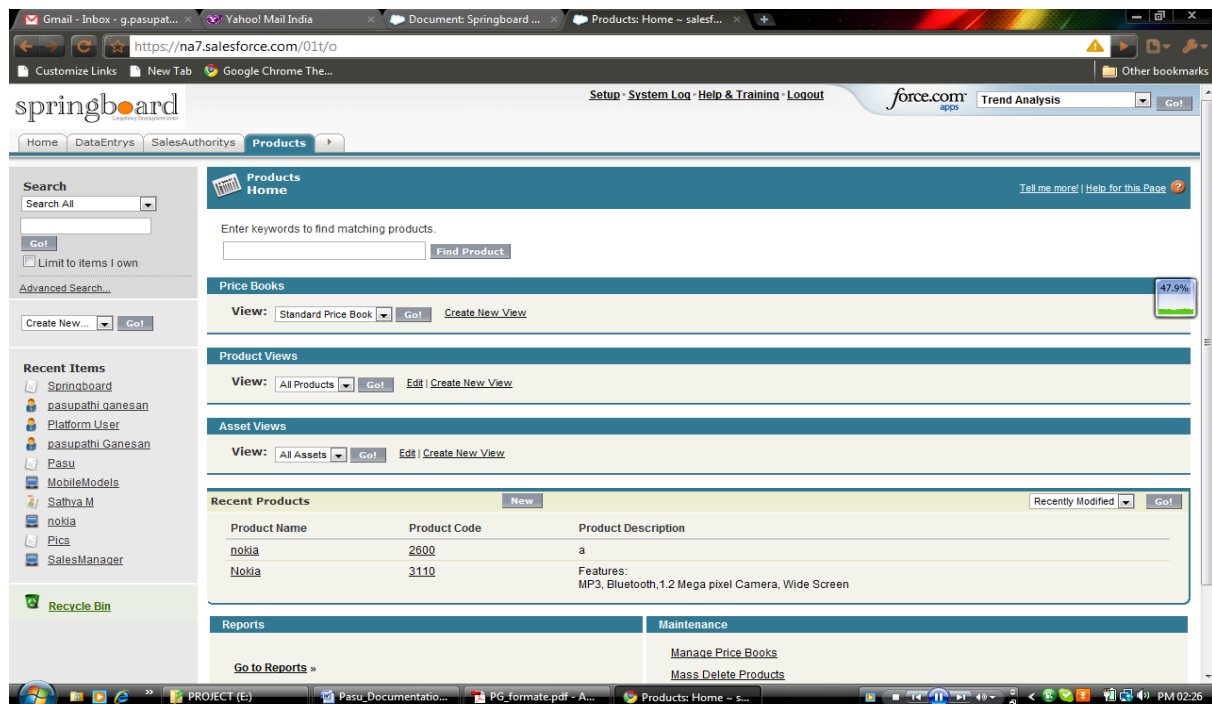 Gmail - Inbox - g.pasupat... Yahoo! Mail India Document: Springboard ... Products: Home ~ salesf...
https://na7.salesforce.com/01t/o
Customize Links New Tab Google Chrome The... Other bookmarks
springboard
Setup · System Log · Help & Training · Logout
force.com apps Trend Analysis Go!
Home DataEntrys SalesAuthoritys Products
Search
Search All
Go!
Limit to items I own
Advanced Search...
Create New... Go!
Recent Items
Springboard
pasupathi ganesan
Platform User
pasupathi Ganesan
Pasu
MobileModels
Sathya M
nokia
Pics
SalesManager
Recycle Bin
Products
Home
Tell me more! | Help for this Page
Enter keywords to find matching products.
Find Product
Price Books
View: Standard Price Book Go! Create New View
47.9%
Product Views
View: All Products Go! Edit | Create New View
Asset Views
View: All Assets Go! Edit | Create New View
Recent Products New Recently Modified Go!
Product Name Product Code Product Description
nokia 2600 a
Nokia 3110 Features:
MP3, Bluetooth,1.2 Mega pixel Camera, Wide Screen
Reports
Go to Reports »
Maintenance
Manage Price Books
Mass Delete Products
PROJECT (E:) Pasu_Documentatio... PG_formate.pdf - A... Products: Home ~ s... PM 02:26